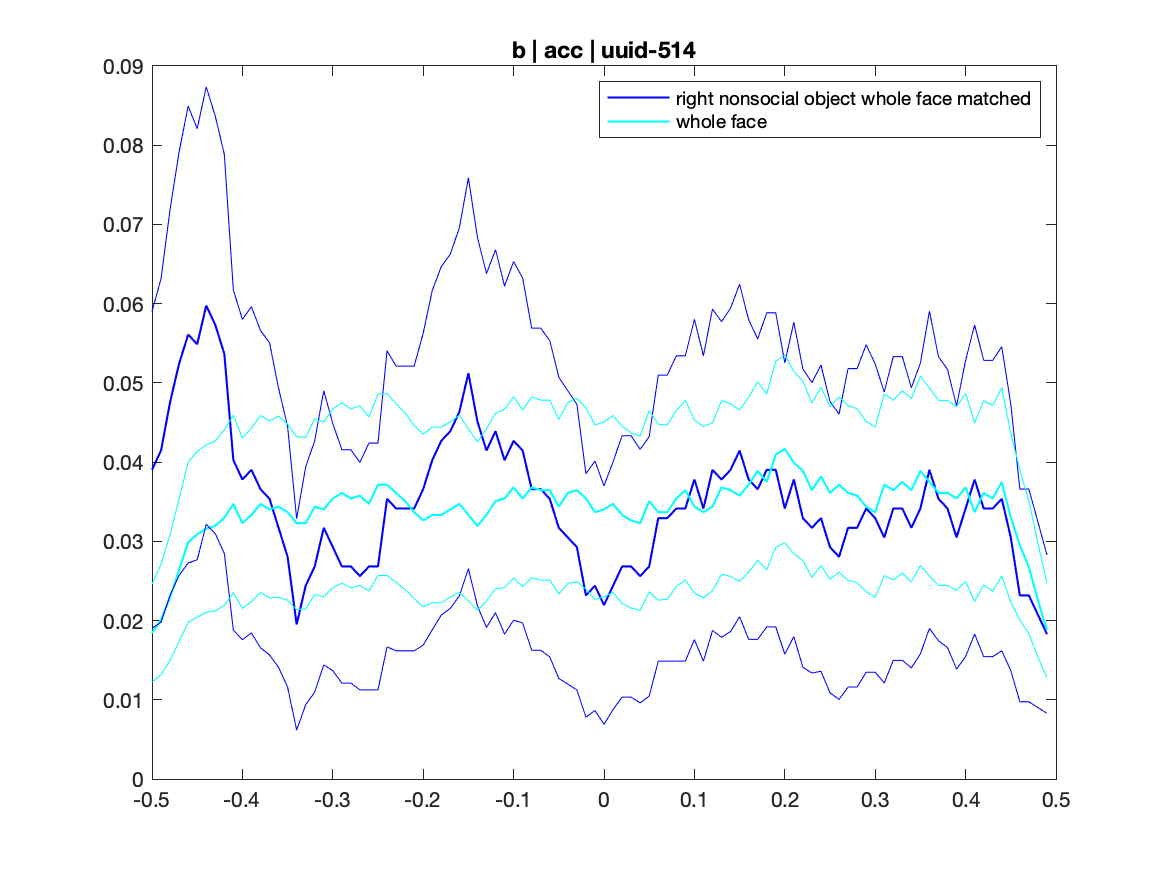 b | acc | uuid-514
right nonsocial object whole face matched
whole face
0.09
0.08
0.07
0.06
0.05
0.04
0.03
0.02
0.01
0
-0.5 -0.4 -0.3 -0.2 -0.1 0 0.1 0.2 0.3 0.4 0.5